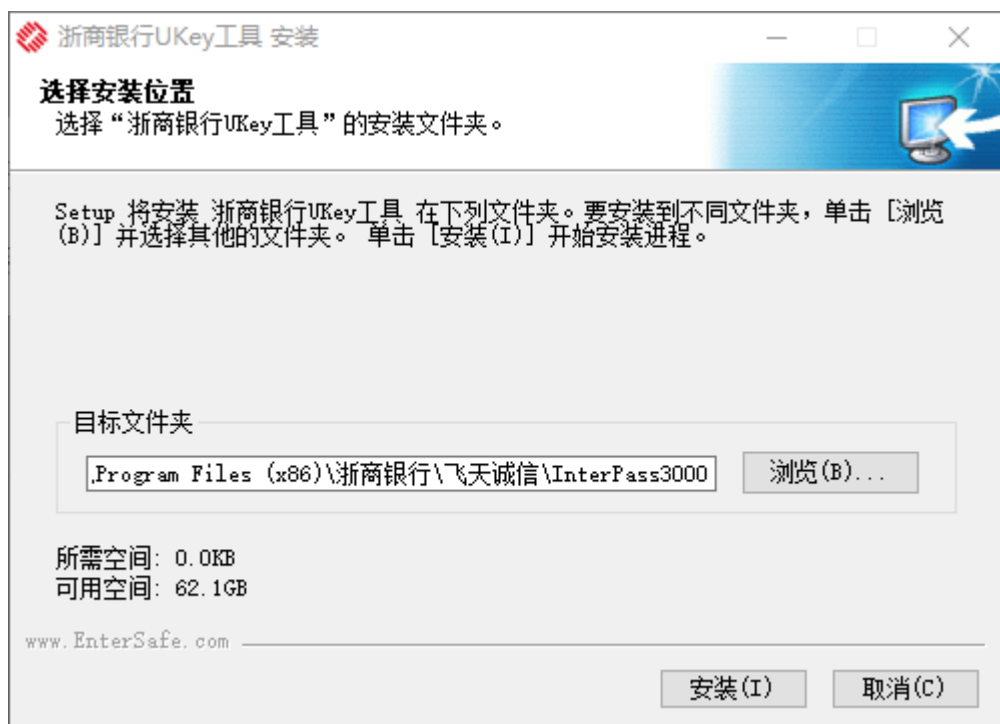 浙商银行UKey工具 安装
选择安装位置
选择“浙商银行UKey工具”的安装文件夹。
Setup 将安装 浙商银行UKey工具 在下列文件夹。要安装到不同文件夹，单击 [浏览
(B)] 并选择其他的文件夹。 单击 [安装(I)] 开始安装进程。
目标文件夹
Program Files (x86)\浙商银行\飞天诚信\InterPass3000
浏览(B)...
所需空间: 0.0KB
可用空间: 62.1GB
www.EnterSafe.com
安装(I)
取消(C)